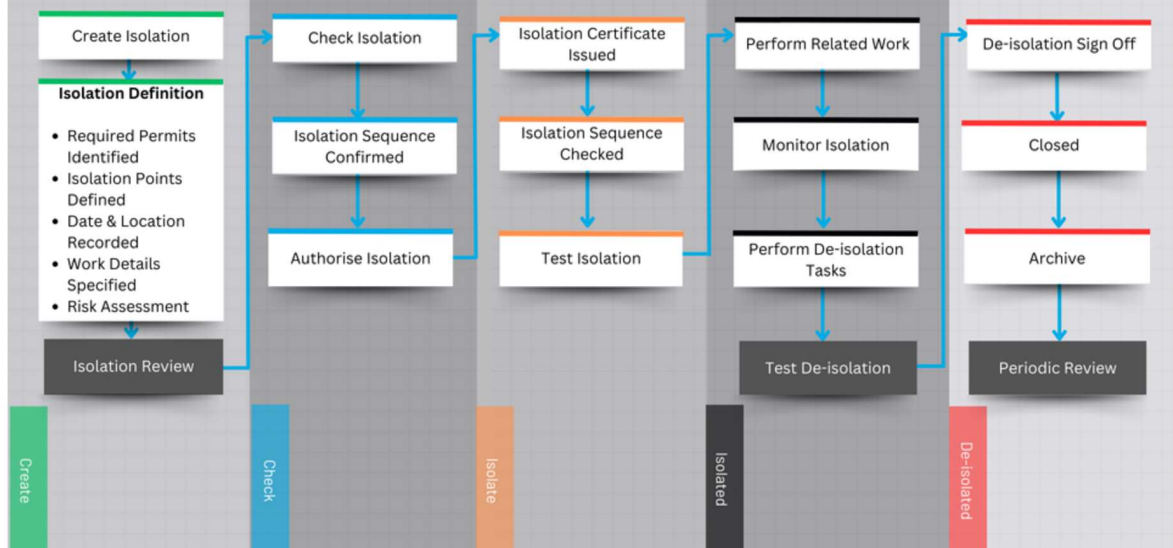 Create Isolation
Isolation Definition
• Required Permits
Identified
• Isolation Points
Defined
• Date & Location
Recorded
• Work Details
Specified
• Risk Assessment
Isolation Review
Create
Check Isolation
Isolation Sequence
Confirmed
Authorise Isolation
Check
Isolation Certificate
Issued
Isolation Sequence
Checked
Test Isolation
Isolate
Perform Related Work
Monitor Isolation
Perform De-isolation
Tasks
Test De-isolation
Isolated
De-isolation Sign Off
Closed
Archive
Periodic Review
De-isolated